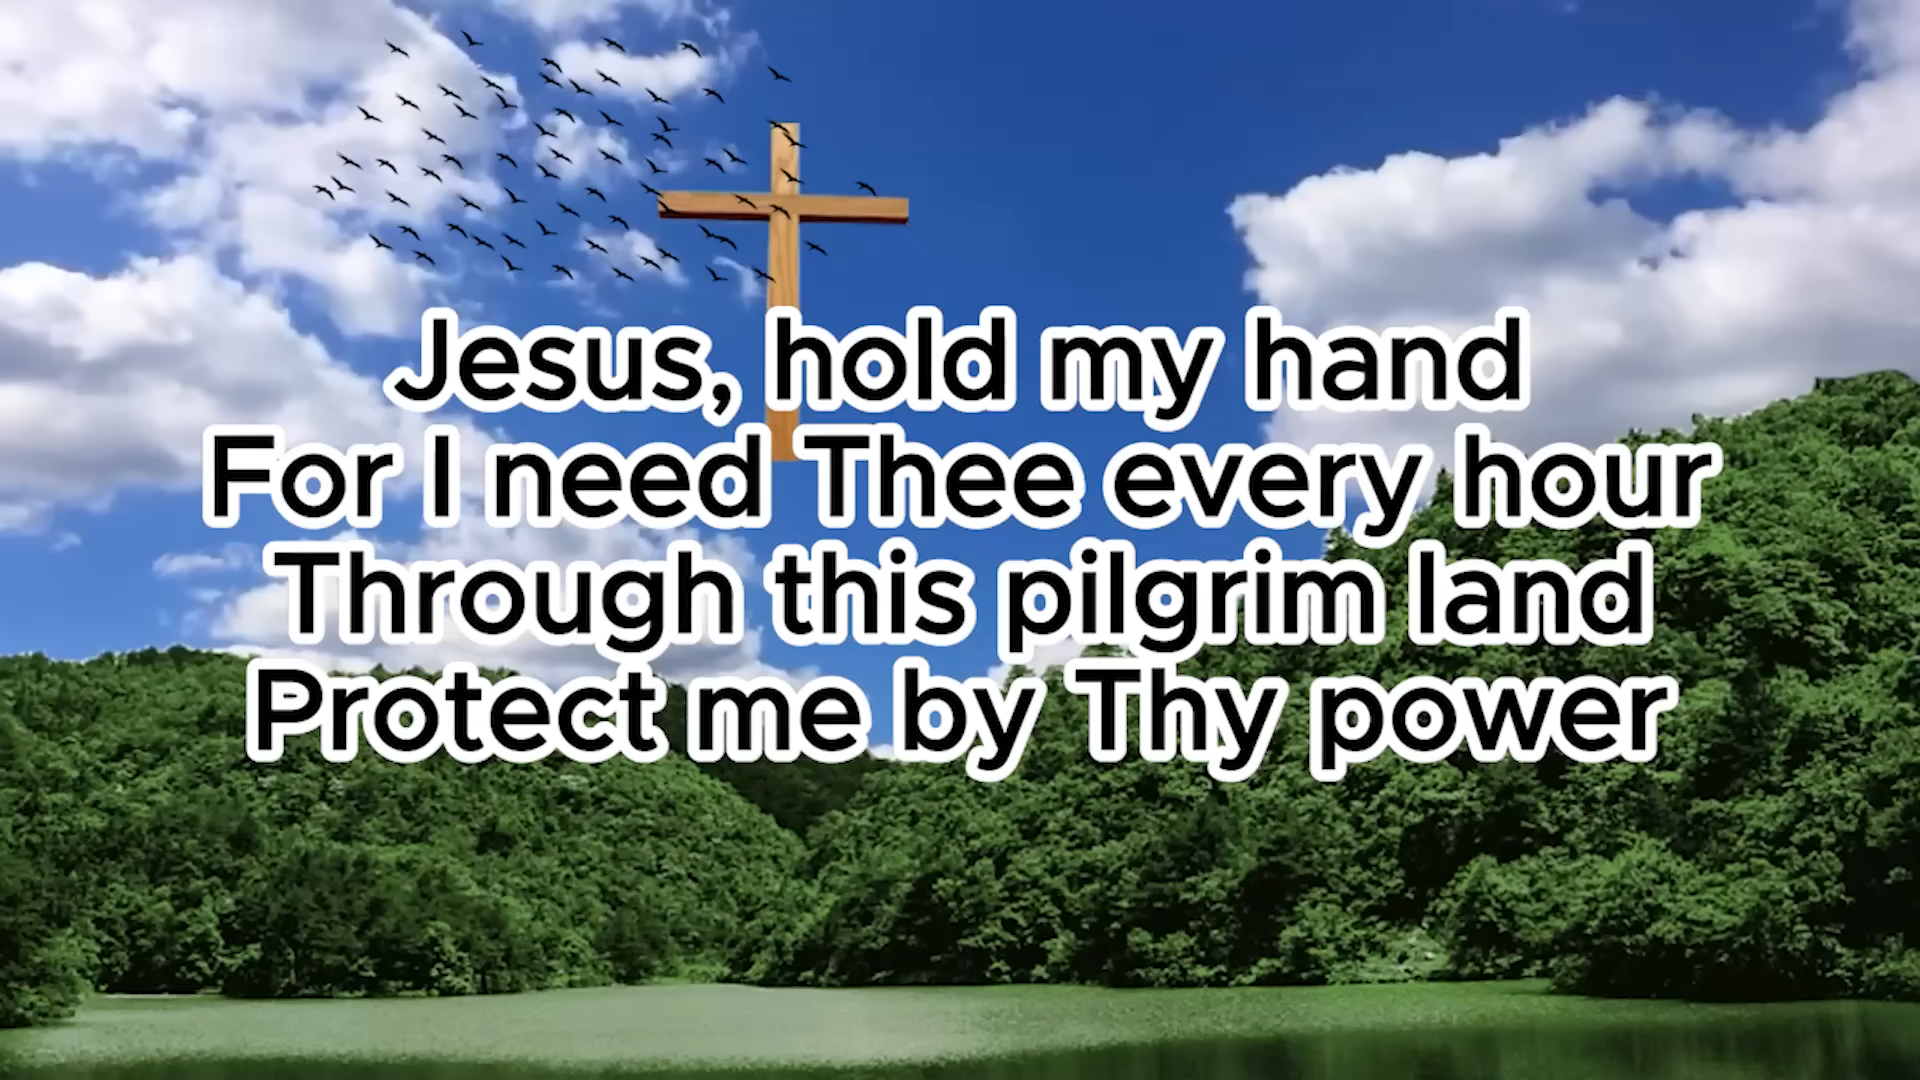 Jesus, hold my hand
For I need Thee every hour
Through this pilgrim land
Protect me by Thy power